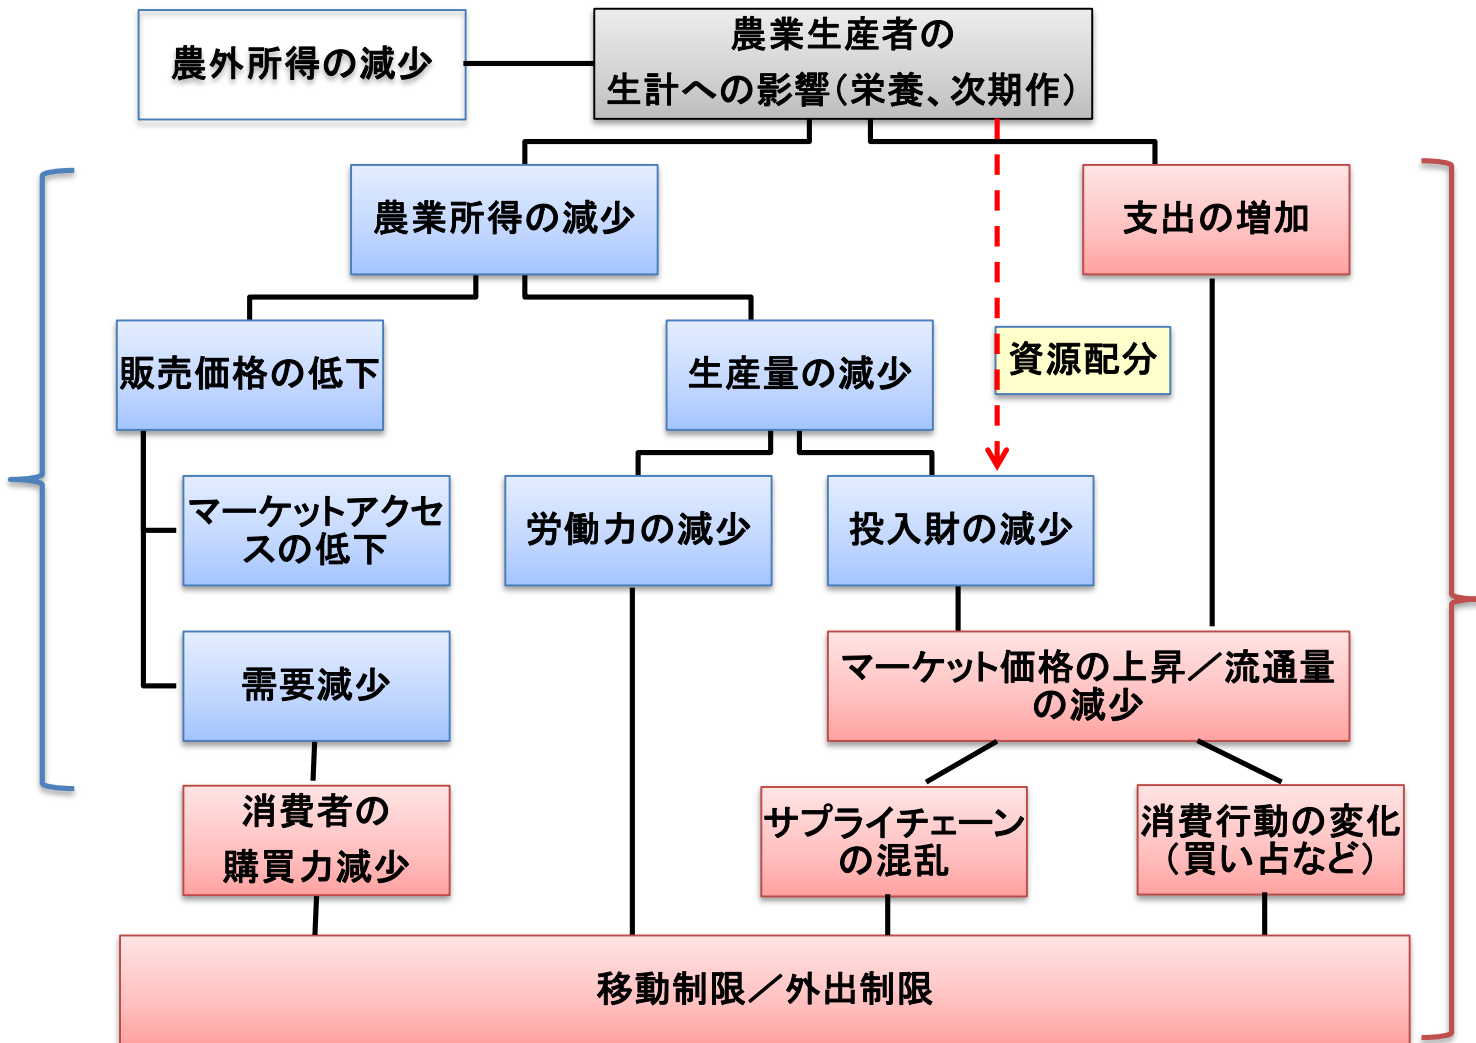 農外所得の減少
農業生産者の
生計への影響（栄養、次期作）
農業所得の減少
支出の増加
販売価格の低下
生産量の減少
資源配分
マーケットアクセ
スの低下
労働力の減少
投入財の減少
需要減少
マーケット価格の上昇／流通量
の減少
消費者の
購買力減少
サプライチェーン
の混乱
消費行動の変化
（買い占など）
移動制限／外出制限